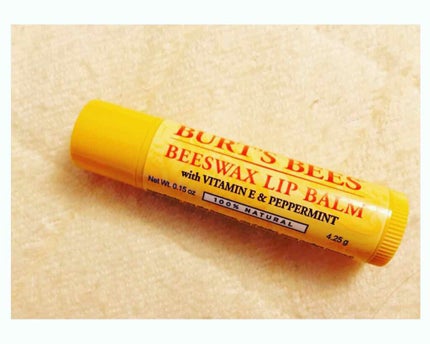 BURT'S BEES
BEESWAX LIP BALM
with VITAMIN E & PEPPERMINT
Net Wt. 0.15 oz
100% NATURAL
4.25 g